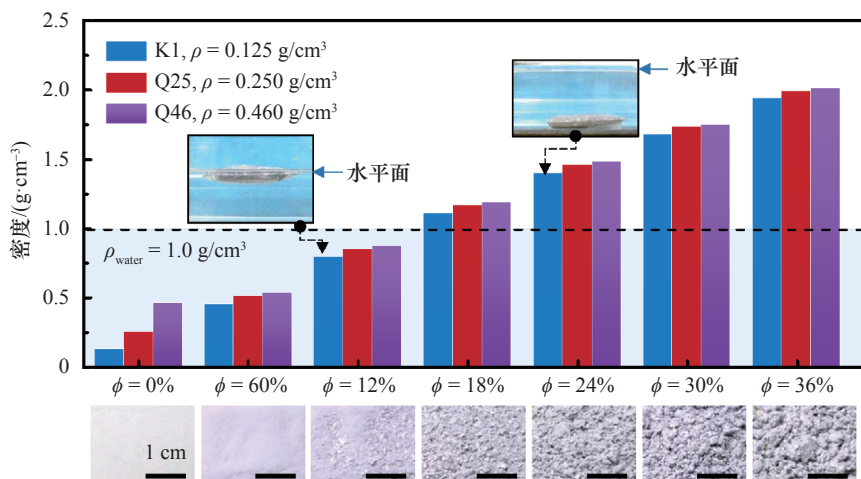 2.5
2.0
1.5
1.0
0.5
0
密度/(g·cm⁻³)
K1, ρ = 0.125 g/cm³
Q25, ρ = 0.250 g/cm³
Q46, ρ = 0.460 g/cm³
水平面
水平面
ρwater = 1.0 g/cm³
ϕ = 0% ϕ = 60% ϕ = 12% ϕ = 18% ϕ = 24% ϕ = 30% ϕ = 36%
1 cm